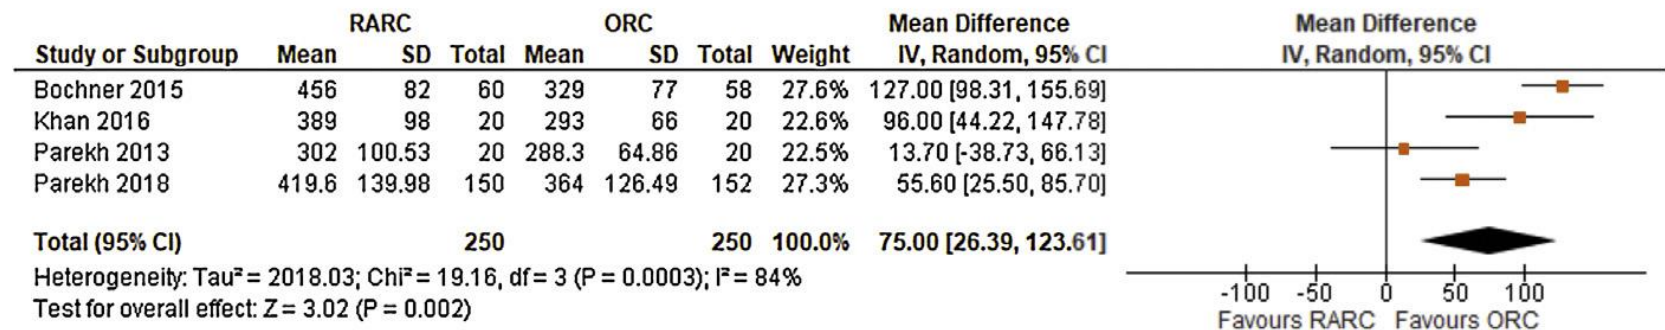 RARC ORC Mean Difference Mean Difference
Study or Subgroup Mean SD Total Mean SD Total Weight IV, Random, 95% CI IV, Random, 95% CI
Bochner 2015 456 82 60 329 77 58 27.6% 127.00 [98.31, 155.69]
Khan 2016 389 98 20 293 66 20 22.6% 96.00 [44.22, 147.78]
Parekh 2013 302 100.53 20 288.3 64.86 20 22.5% 13.70 [-38.73, 66.13]
Parekh 2018 419.6 139.98 150 364 126.49 152 27.3% 55.60 [25.50, 85.70]
Total (95% CI) 250 250 100.0% 75.00 [26.39, 123.61]
Heterogeneity: Tau² = 2018.03; Chi² = 19.16, df = 3 (P = 0.0003); I² = 84%
Test for overall effect: Z = 3.02 (P = 0.002)
-100 -50 0 50 100
Favours RARC Favours ORC